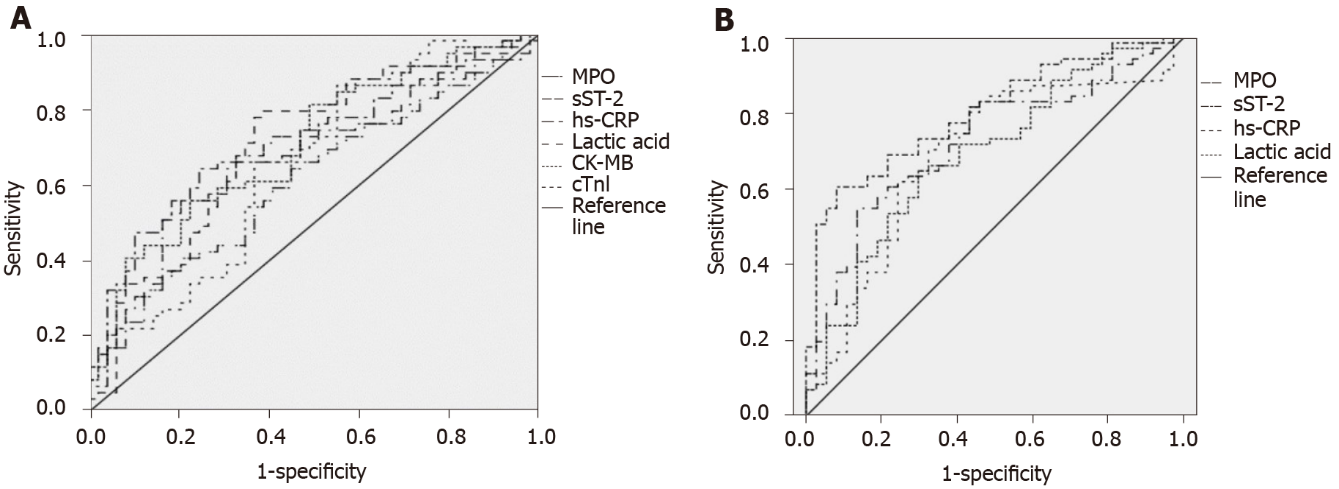 A
1.0
0.8
0.6
0.4
0.2
0.0
Sensitivity
0.0 0.2 0.4 0.6 0.8 1.0
1-specificity
MPO
sST-2
hs-CRP
Lactic acid
CK-MB
cTnl
Reference
line
B
1.0
0.8
0.6
0.4
0.2
0.0
Sensitivity
0.0 0.2 0.4 0.6 0.8 1.0
1-specificity
MPO
sST-2
hs-CRP
Lactic acid
Reference
line